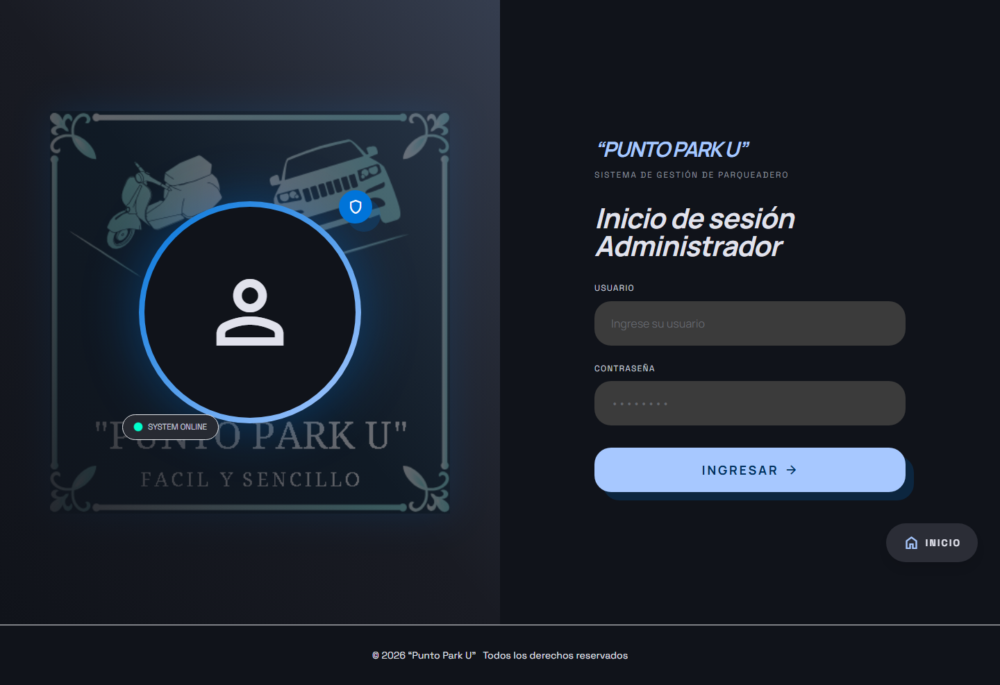 "PUNTO PARK U"
FACIL Y SENCILLO
SYSTEM ONLINE
“PUNTO PARK U”
SISTEMA DE GESTIÓN DE PARQUEADERO
Inicio de sesión
Administrador
USUARIO
Ingrese su usuario
CONTRASEÑA
INGRESAR →
INICIO
© 2026 “Punto Park U” Todos los derechos reservados